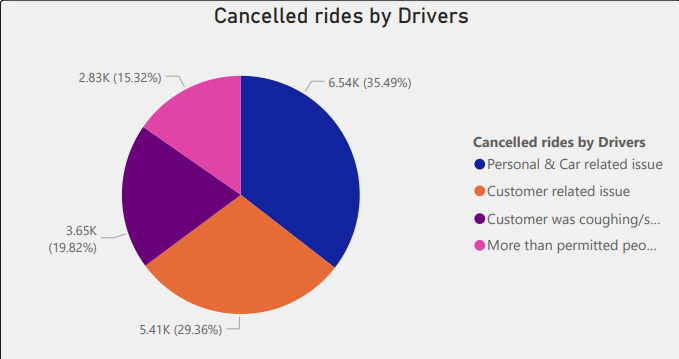 Cancelled rides by Drivers
2.83K (15.32%)
6.54K (35.49%)
3.65K
(19.82%)
5.41K (29.36%)
Cancelled rides by Drivers
Personal & Car related issue
Customer related issue
Customer was coughing/s...
More than permitted peo...